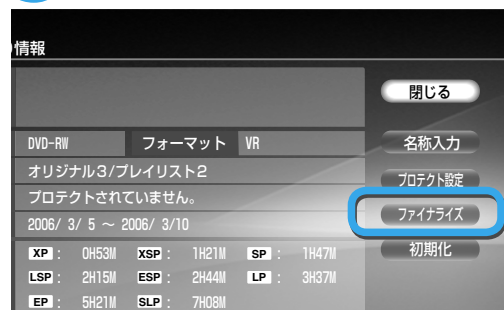 情報
閉じる
DVD-RW フォーマット VR
名称入力
オリジナル3/プレイリスト2
プロテクト設定
プロテクトされていません。
ファイナライズ
2006/ 3/ 5 ～ 2006/ 3/10
初期化
XP : 0H53M XSP : 1H21M SP : 1H47M
LSP : 2H15M ESP : 2H44M LP : 3H37M
EP : 5H21M SLP : 7H08M